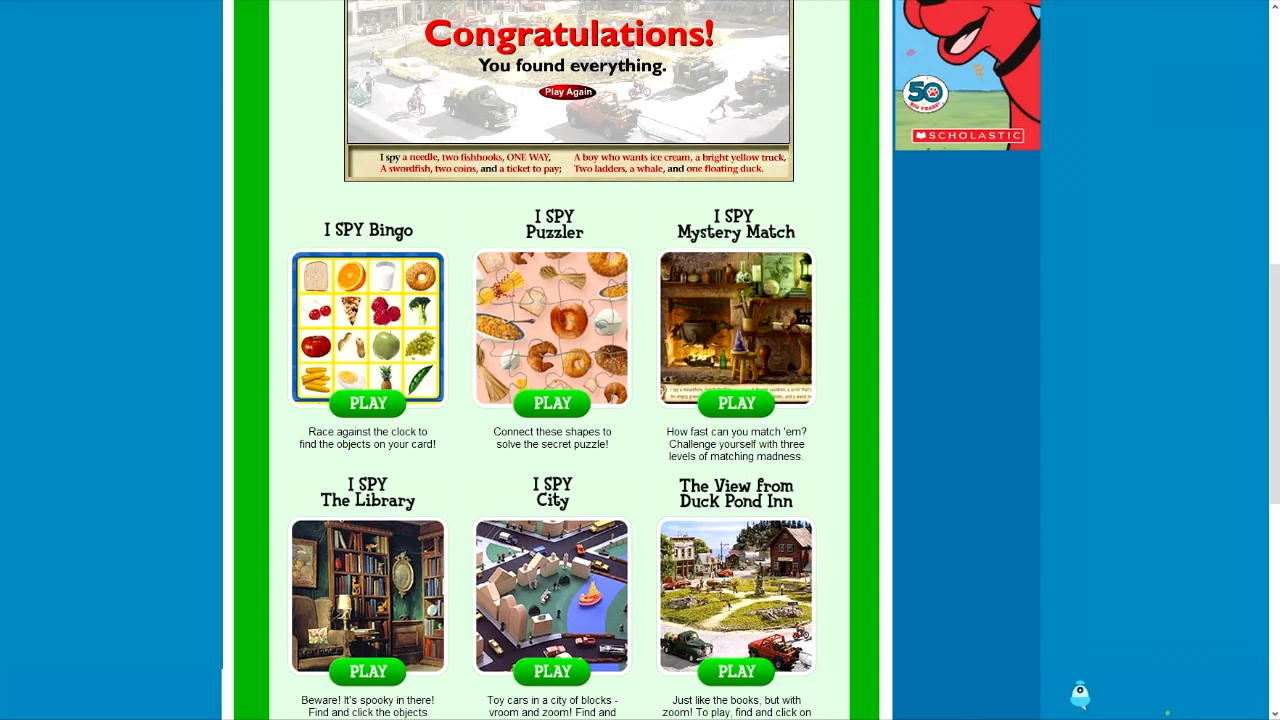 Congratulations!
You found everything.
Play Again
I spy a needle, two fishhooks, ONE WAY,
A swordfish, two coins, and a ticket to pay;
A boy who wants ice cream, a bright yellow truck,
Two ladders, a whale, and one floating duck.
50
SCHOLASTIC
I SPY Bingo
PLAY
Race against the clock to
find the objects on your card!
I SPY
Puzzler
PLAY
Connect these shapes to
solve the secret puzzle!
I SPY
Mystery Match
PLAY
How fast can you match 'em?
Challenge yourself with three
levels of matching madness.
I SPY
The Library
PLAY
Beware! It's spooky in there!
Find and click the objects
I SPY
City
PLAY
Toy cars in a city of blocks -
vroom and zoom! Find and
The View from
Duck Pond Inn
PLAY
Just like the books, but with
zoom! To play, find and click on